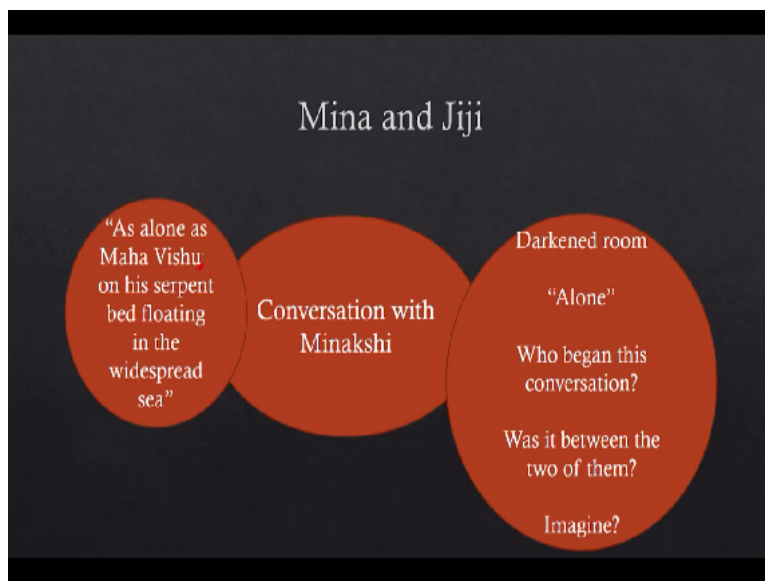 Mina and Jiji
“As alone as
Maha Vishu
on his serpent
bed floating
in the
widespread
sea”
Conversation with
Minakshi
Darkened room
“Alone”
Who began this
conversation?
Was it between the
two of them?
Imagine?